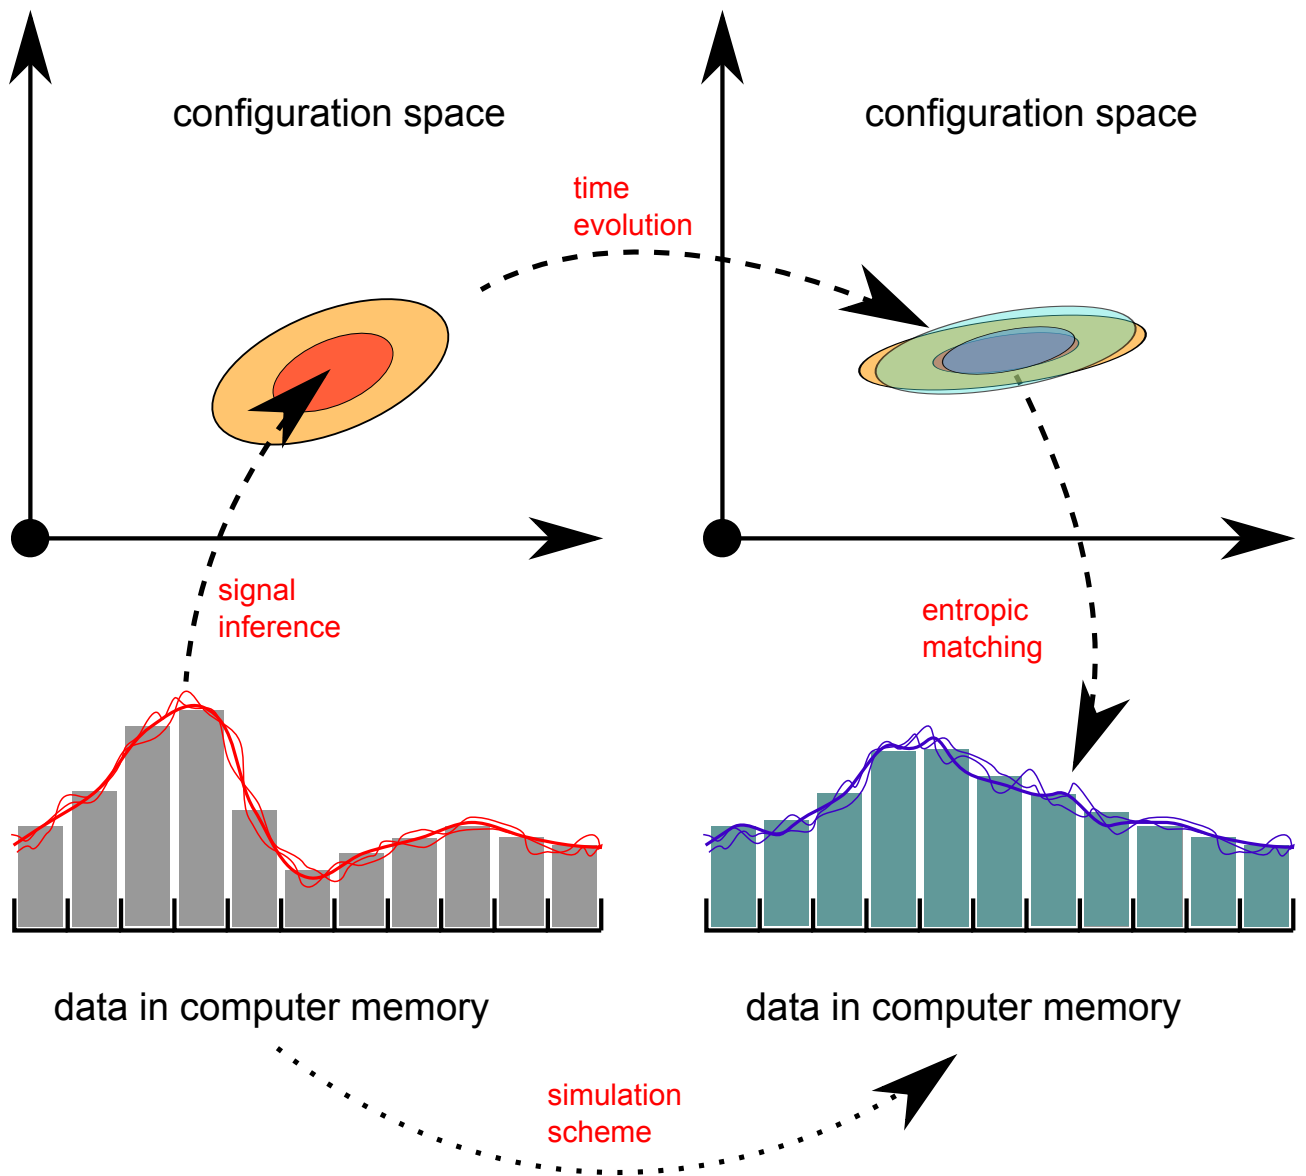 configuration space
configuration space
time
evolution
signal
inference
entropic
matching
data in computer memory
data in computer memory
simulation
scheme